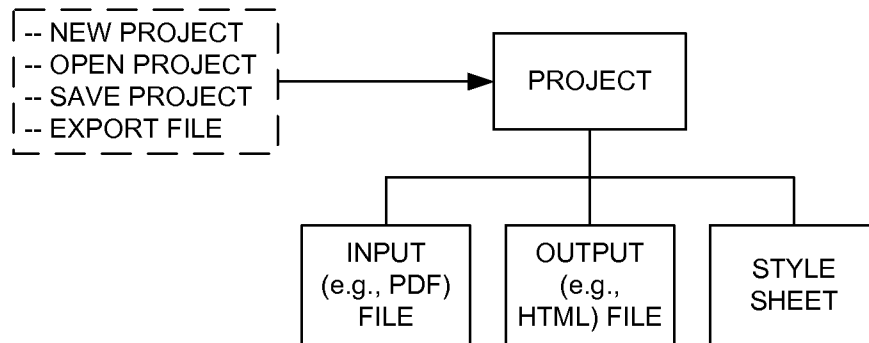 -- NEW PROJECT
-- OPEN PROJECT
-- SAVE PROJECT
-- EXPORT FILE
PROJECT
INPUT
(e.g., PDF)
FILE
OUTPUT
(e.g.,
HTML) FILE
STYLE
SHEET